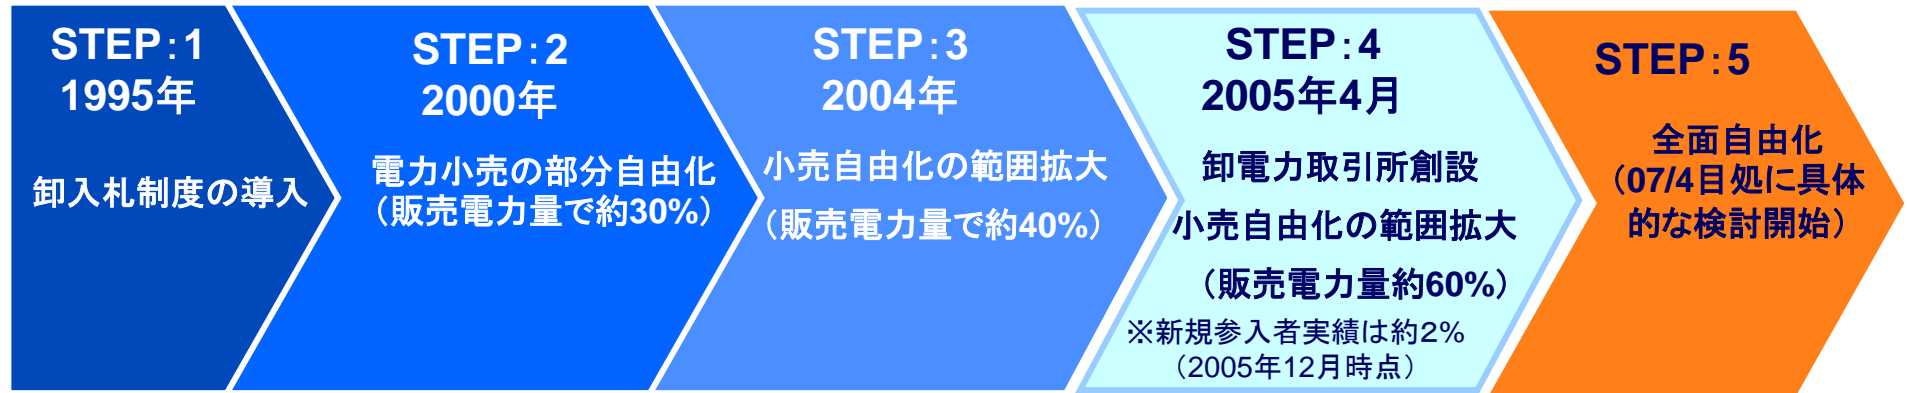 STEP：1
1995年
卸入札制度の導入
STEP：2
2000年
電力小売の部分自由化
（販売電力量で約30%）
STEP：3
2004年
小売自由化の範囲拡大
（販売電力量で約40%）
STEP：4
2005年4月
卸電力取引所創設
小売自由化の範囲拡大
（販売電力量約60%）
※新規参入者実績は約2%
（2005年12月時点）
STEP：5
全面自由化
（07/4目処に具体
的な検討開始）